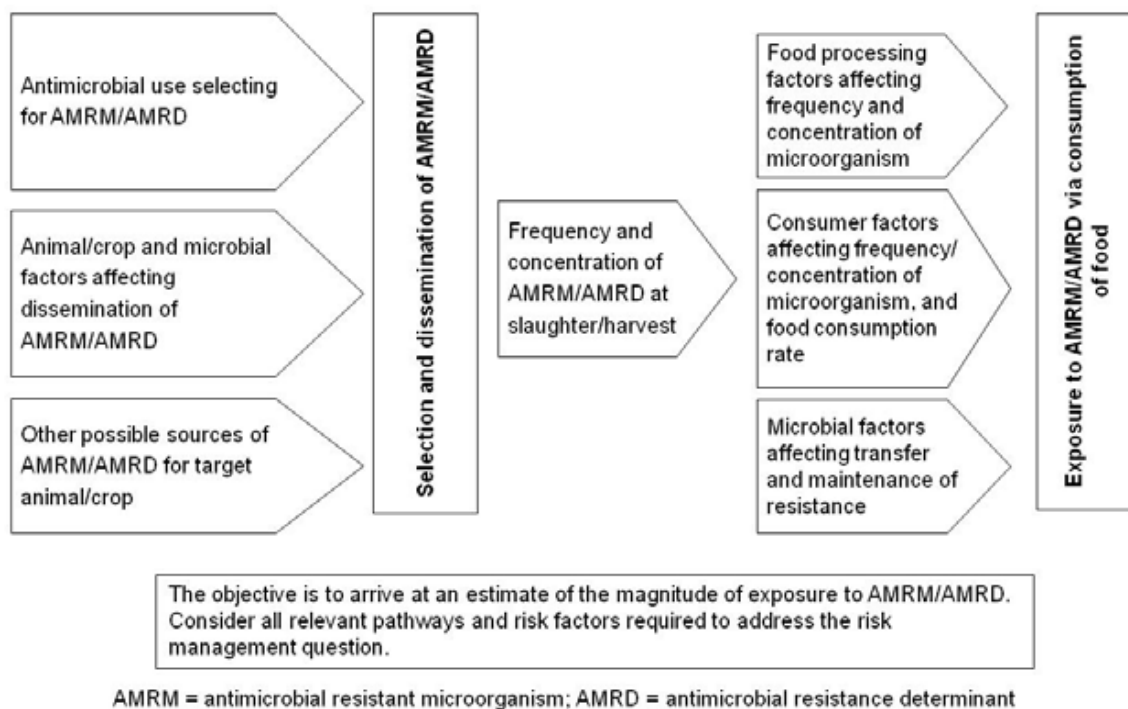 Antimicrobial use selecting
for AMRM/AMRD
Animal/crop and microbial
factors affecting
dissemination of
AMRM/AMRD
Other possible sources of
AMRM/AMRD for target
animal/crop
Selection and dissemination of AMRM/AMRD
Frequency and
concentration of
AMRM/AMRD at
slaughter/harvest
Food processing
factors affecting
frequency and
concentration of
microorganism
Consumer factors
affecting frequency/
concentration of
microorganism, and
food consumption
rate
Microbial factors
affecting transfer
and maintenance of
resistance
Exposure to AMRM/AMRD via consumption
of food
The objective is to arrive at an estimate of the magnitude of exposure to AMRM/AMRD.
Consider all relevant pathways and risk factors required to address the risk
management question.
AMRM = antimicrobial resistant microorganism; AMRD = antimicrobial resistance determinant